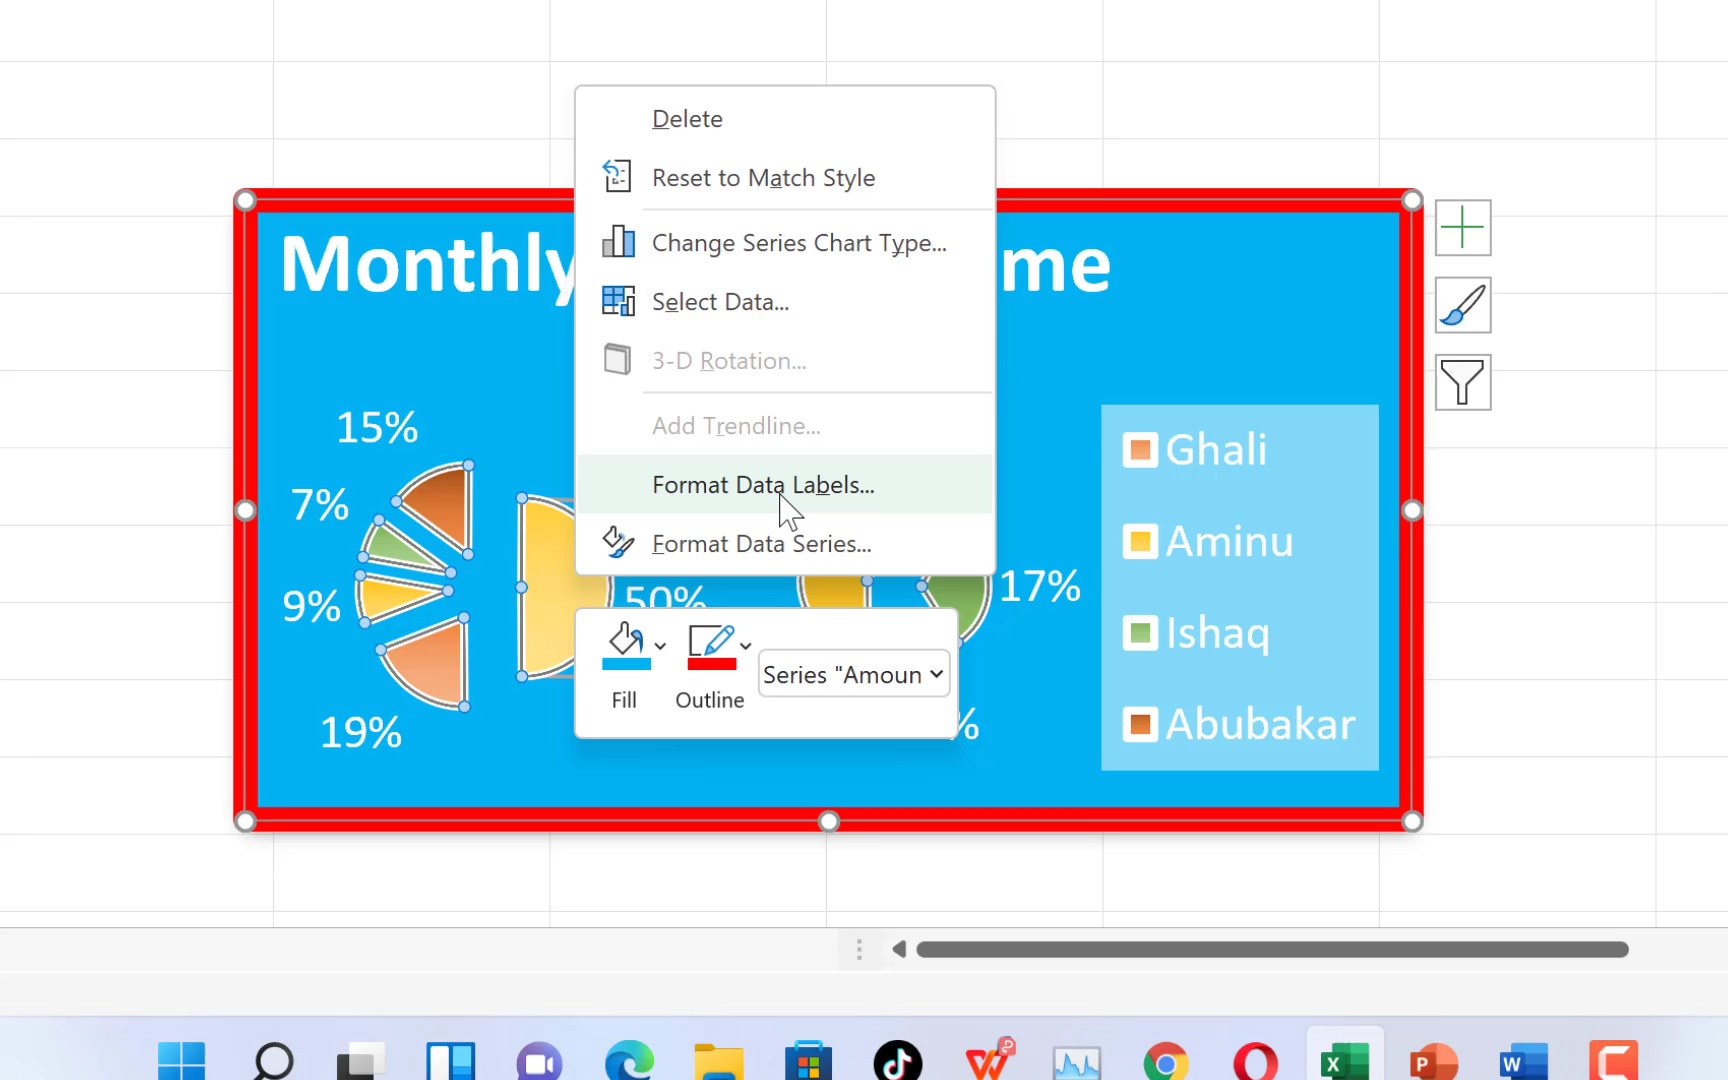 Delete
Reset to Match Style
Change Series Chart Type...
Select Data...
3-D Rotation...
Add Trendline...
Format Data Labels...
Format Data Series...
Monthly
me
15%
7%
9%
19%
50%
17%
%
Ghali
Aminu
Ishaq
Abubakar
Fill
Outline
Series "Amoun